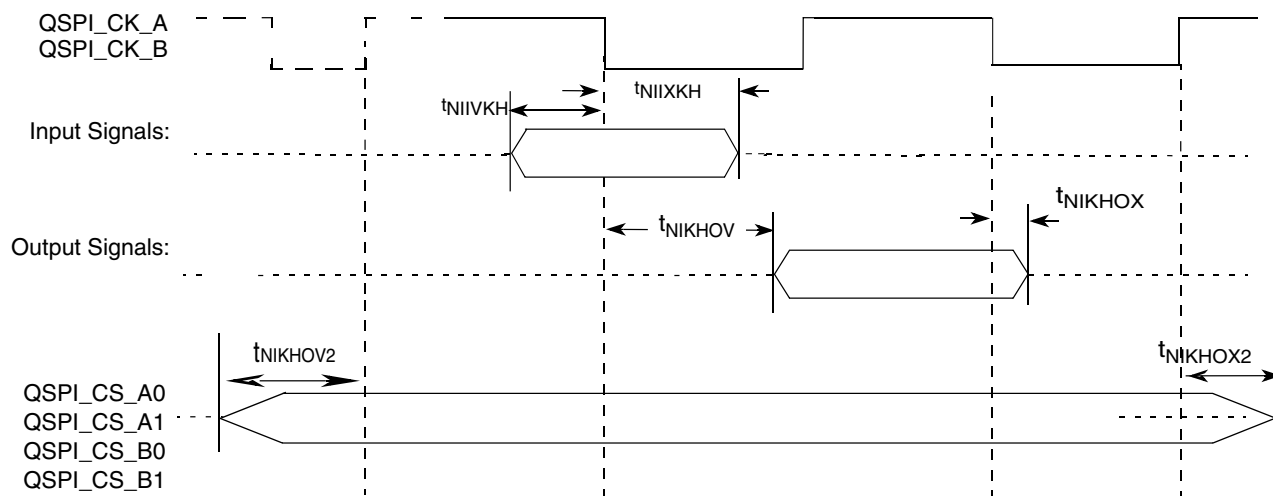 QSPI_CK_A
QSPI_CK_B
tNIIVKH
tNIIXKH
Input Signals:
tNIKHOX
tNIKHOV
Output Signals:
tNIKHOV2
tNIKHOX2
QSPI_CS_A0
QSPI_CS_A1
QSPI_CS_B0
QSPI_CS_B1